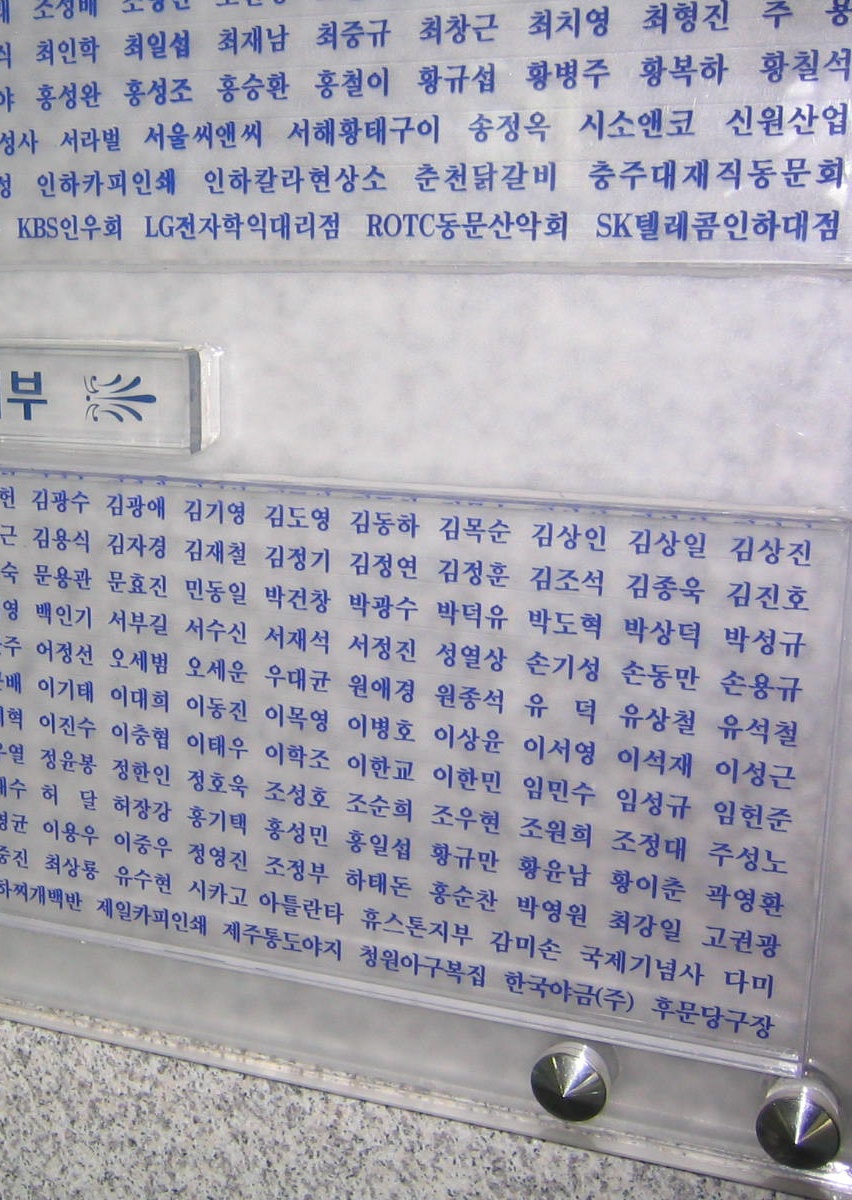 조성배
최인학 최일섭 최재남 최중규 최창근 최치영 최형진 주 용
홍성완 홍성조 홍승환 홍철이 황규섭 황병주 황복하 황칠석
성사 서라벌 서울씨앤씨 서해황태구이 송정옥 시소앤코 신원산업
인하카피인쇄 인하칼라현상소 춘천닭갈비 충주대재직동문회
KBS인우회 LG전자학익대리점 ROTC동문산악회 SK텔레콤인하대점
부
헌 김광수 김광애 김기영 김도영 김동하 김목순 김상인 김상일 김상진
근 김용식 김자경 김재철 김정기 김정연 김정훈 김조석 김종욱 김진호
숙 문용관 문효진 민동일 박건창 박광수 박덕유 박도혁 박상덕 박성규
영 백인기 서부길 서수신 서재석 서정진 성열상 손기성 손동만 손용규
주 어정선 오세범 오세운 우대균 원애경 원종석 유 덕 유상철 유석철
배 이기태 이대희 이동진 이목영 이병호 이상윤 이서영 이석재 이성근
혁 이진수 이충협 이태우 이학조 이한교 이한민 임민수 임성규 임헌준
열 정윤봉 정한인 정호욱 조성호 조순희 조우현 조원희 조정대 주성노
수 허 달 허장강 홍기택 홍성민 홍일섭 황규만 황윤남 황이춘 곽영환
균 이용우 이중우 정영진 조정부 하태돈 홍순찬 박영원 최강일 고권광
진 최상룡 유수현 시카고 아틀란타 휴스톤지부 감미손 국제기념사 다미
하찌개백반 제일카피인쇄 제주통도야지 청원아구복집 한국야금(주) 후문당구장